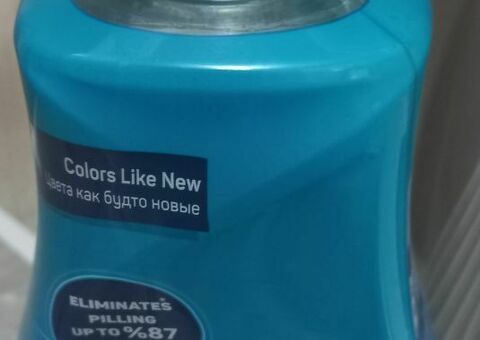 Colors Like New
цвета как будто новые
ELIMINATES*
PILLING
UP TO %87